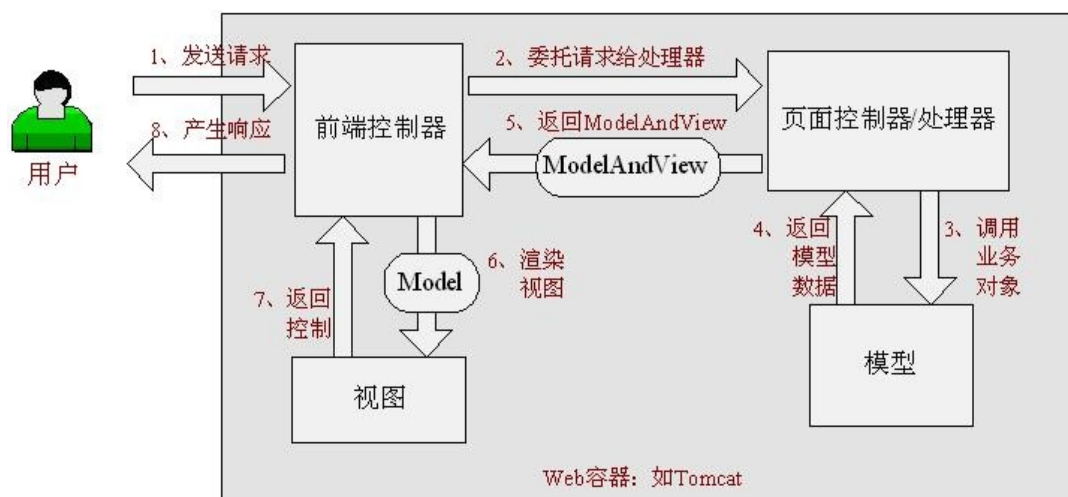 1、发送请求
2、委托请求给处理器
前端控制器
页面控制器/处理器
5、返回ModelAndView
ModelAndView
8、产生响应
用户
4、返回
模型
数据
3、调用
业务
对象
6、渲染
视图
Model
7、返回
控制
视图
模型
Web容器：如Tomcat